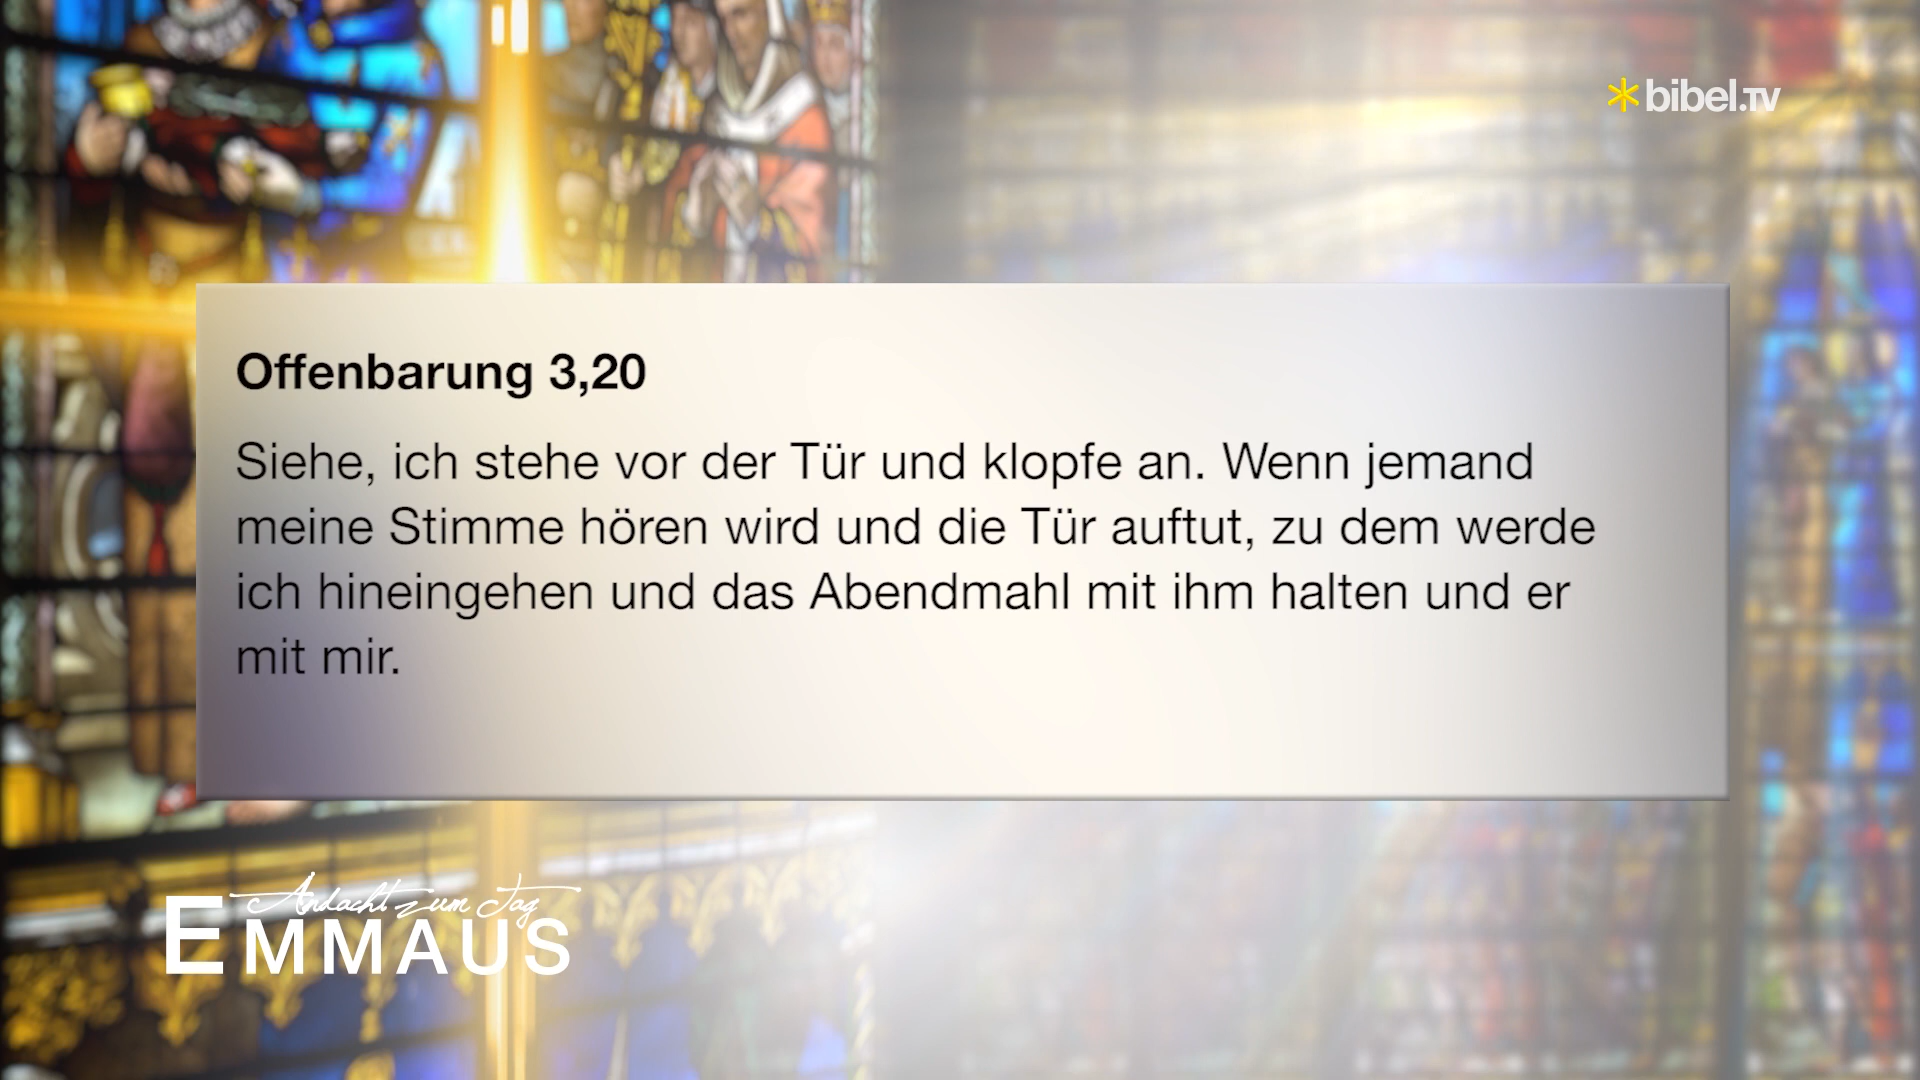 bibel.TV
Offenbarung 3,20
Siehe, ich stehe vor der Tür und klopfe an. Wenn jemand
meine Stimme hören wird und die Tür auftut, zu dem werde
ich hineingehen und das Abendmahl mit ihm halten und er
mit mir.
Andacht zum Tag
EMMAUS